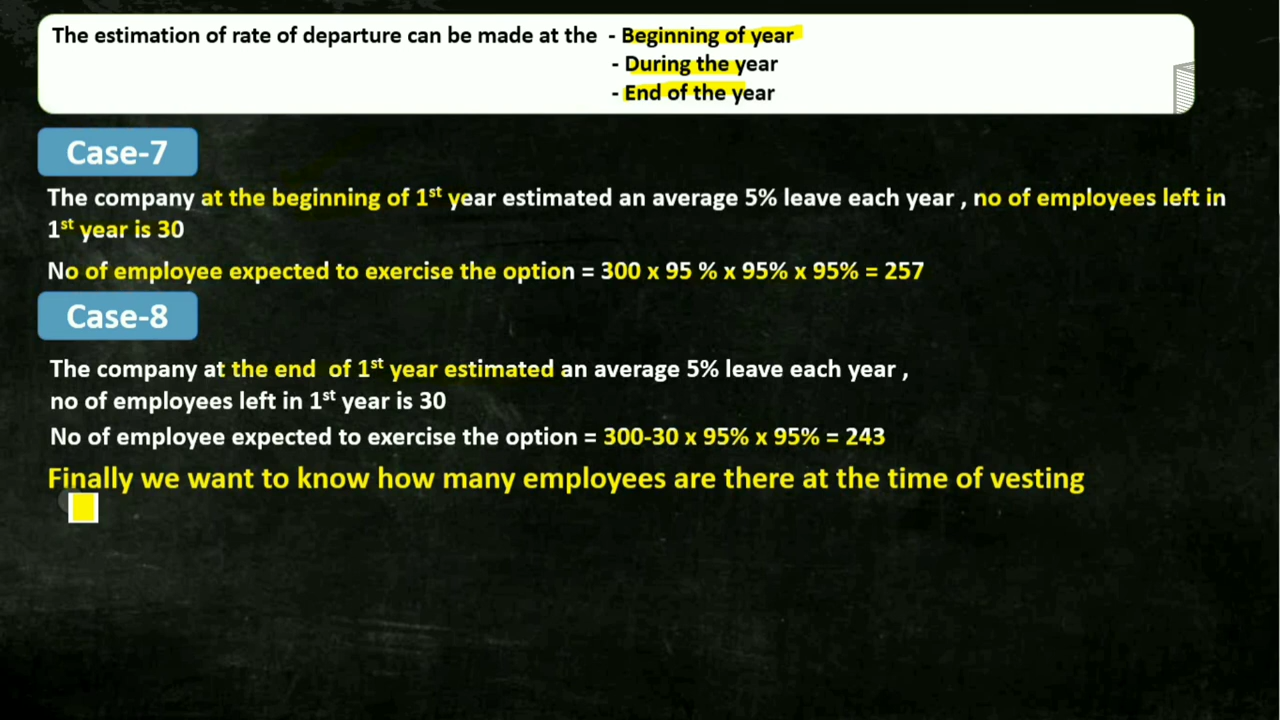 The estimation of rate of departure can be made at the - Beginning of year
- During the year
- End of the year
Case-7
The company at the beginning of 1st year estimated an average 5% leave each year , no of employees left in
1st year is 30
No of employee expected to exercise the option = 300 x 95 % x 95% x 95% = 257
Case-8
The company at the end of 1st year estimated an average 5% leave each year ,
no of employees left in 1st year is 30
No of employee expected to exercise the option = 300-30 x 95% x 95% = 243
Finally we want to know how many employees are there at the time of vesting